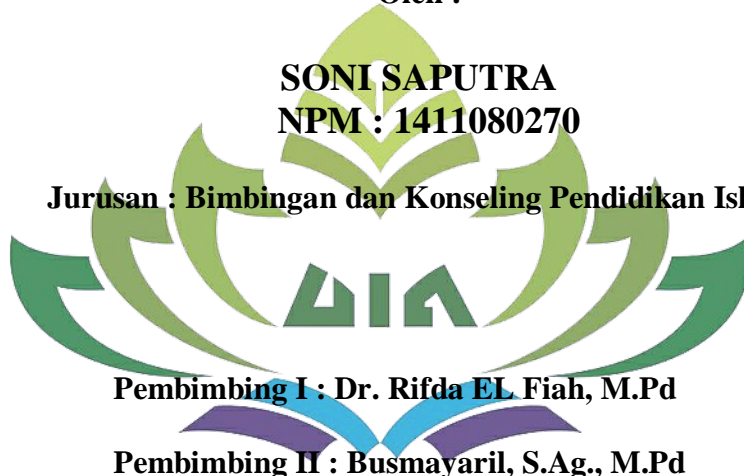 SONI SAPUTRA
NPM : 1411080270
Jurusan : Bimbingan dan Konseling Pendidikan
UIA
Pembimbing I : Dr. Rifda EL Fiah, M.Pd
Pembimbing II : Busmayaril, S.Ag., M.Pd